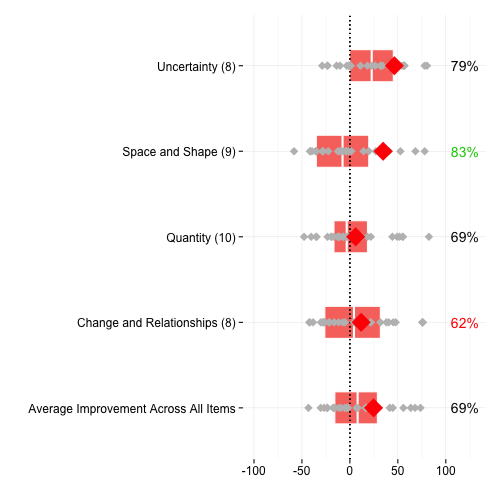 Uncertainty (8) 79%
Space and Shape (9) 83%
Quantity (10) 69%
Change and Relationships (8) 62%
Average Improvement Across All Items 69%
-100 -50 0 50 100